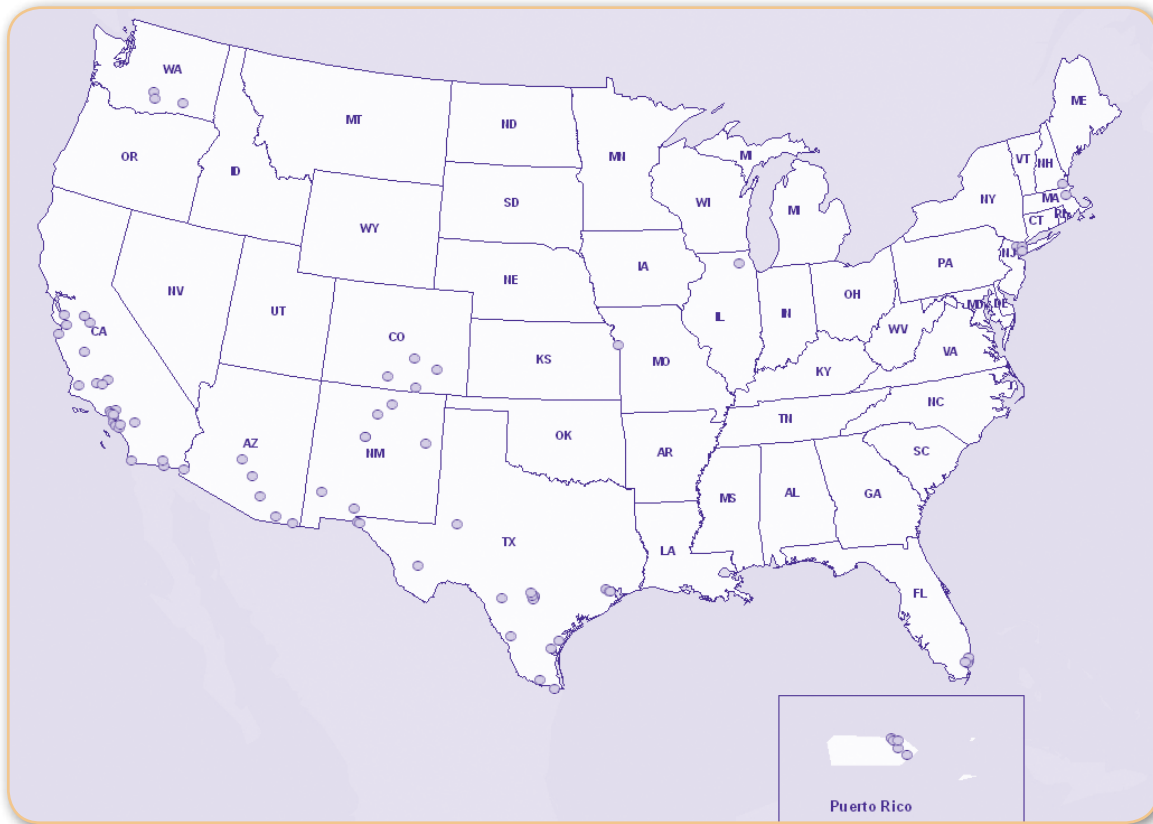 WA
ME
MT
ND
MN
VT
NH
OR
ID
MI
NY
MA
SD
WI
MI
CT
RI
WY
IA
NJ
PA
NE
OH
MD
DE
NV
UT
IL
IN
WV
CA
CO
KS
MO
VA
KY
NC
AZ
NM
OK
TN
AR
SC
MS
AL
GA
TX
LA
FL
Puerto Rico